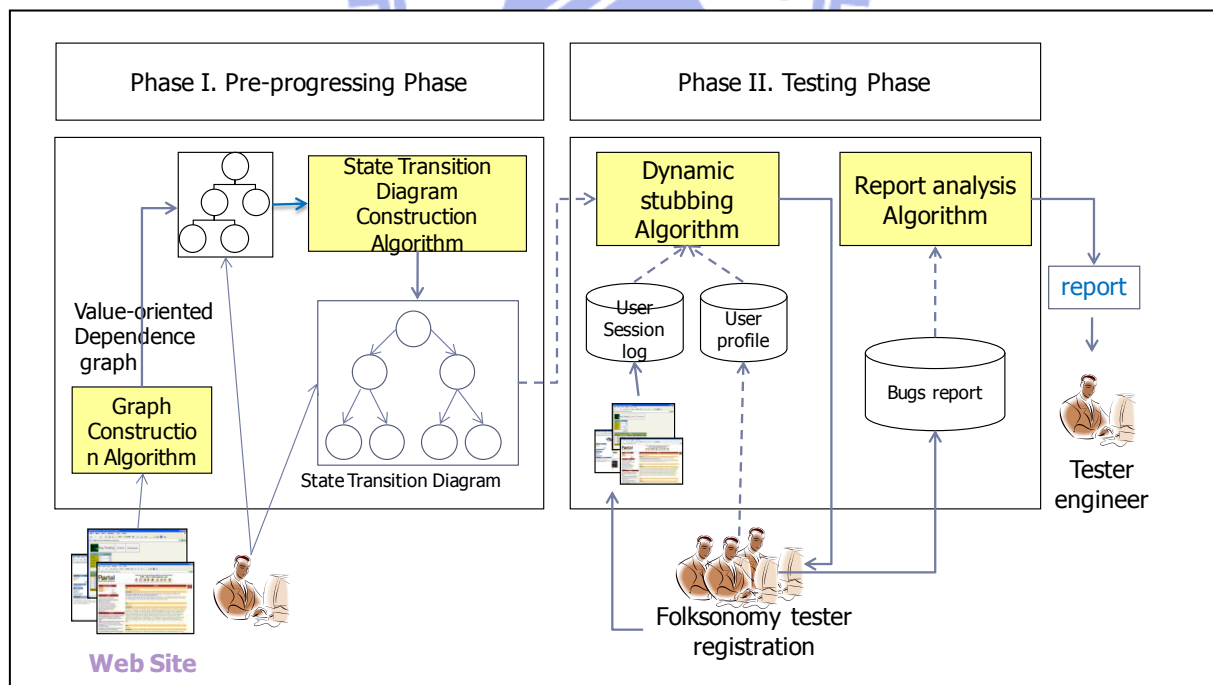 Phase I. Pre-progressing Phase
Phase II. Testing Phase
State Transition
Diagram
Construction
Algorithm
Value-oriented
Dependence
graph
Graph
Constructio
n Algorithm
State Transition Diagram
Web Site
Dynamic
stubbing
Algorithm
Report analysis
Algorithm
User
Session
log
User
profile
Bugs report
report
Tester
engineer
Folksonomy tester
registration